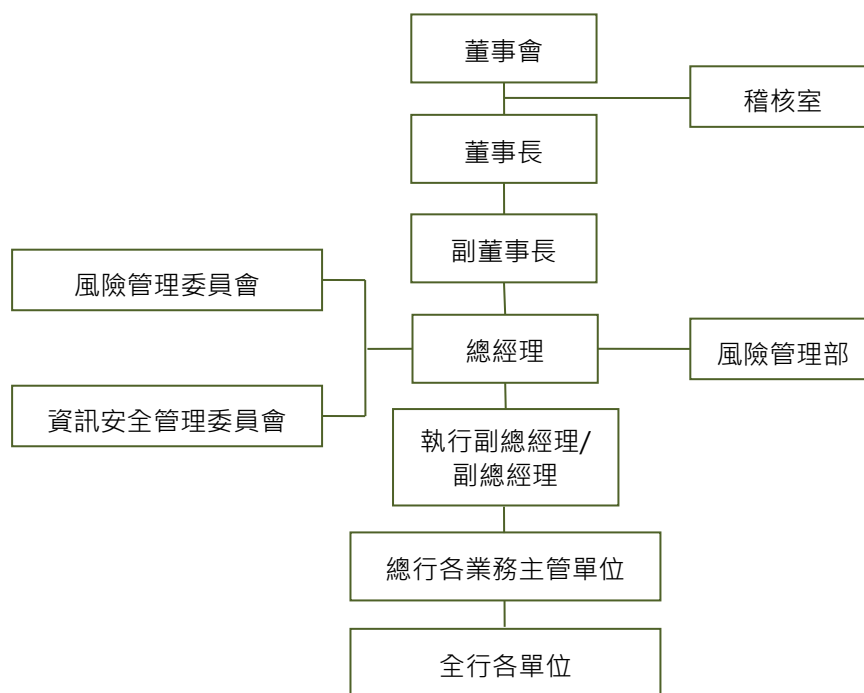 董事會
稽核室
董事長
副董事長
風險管理委員會
總經理
風險管理部
資訊安全管理委員會
執行副總經理/
副總經理
總行各業務主管單位
全行各單位